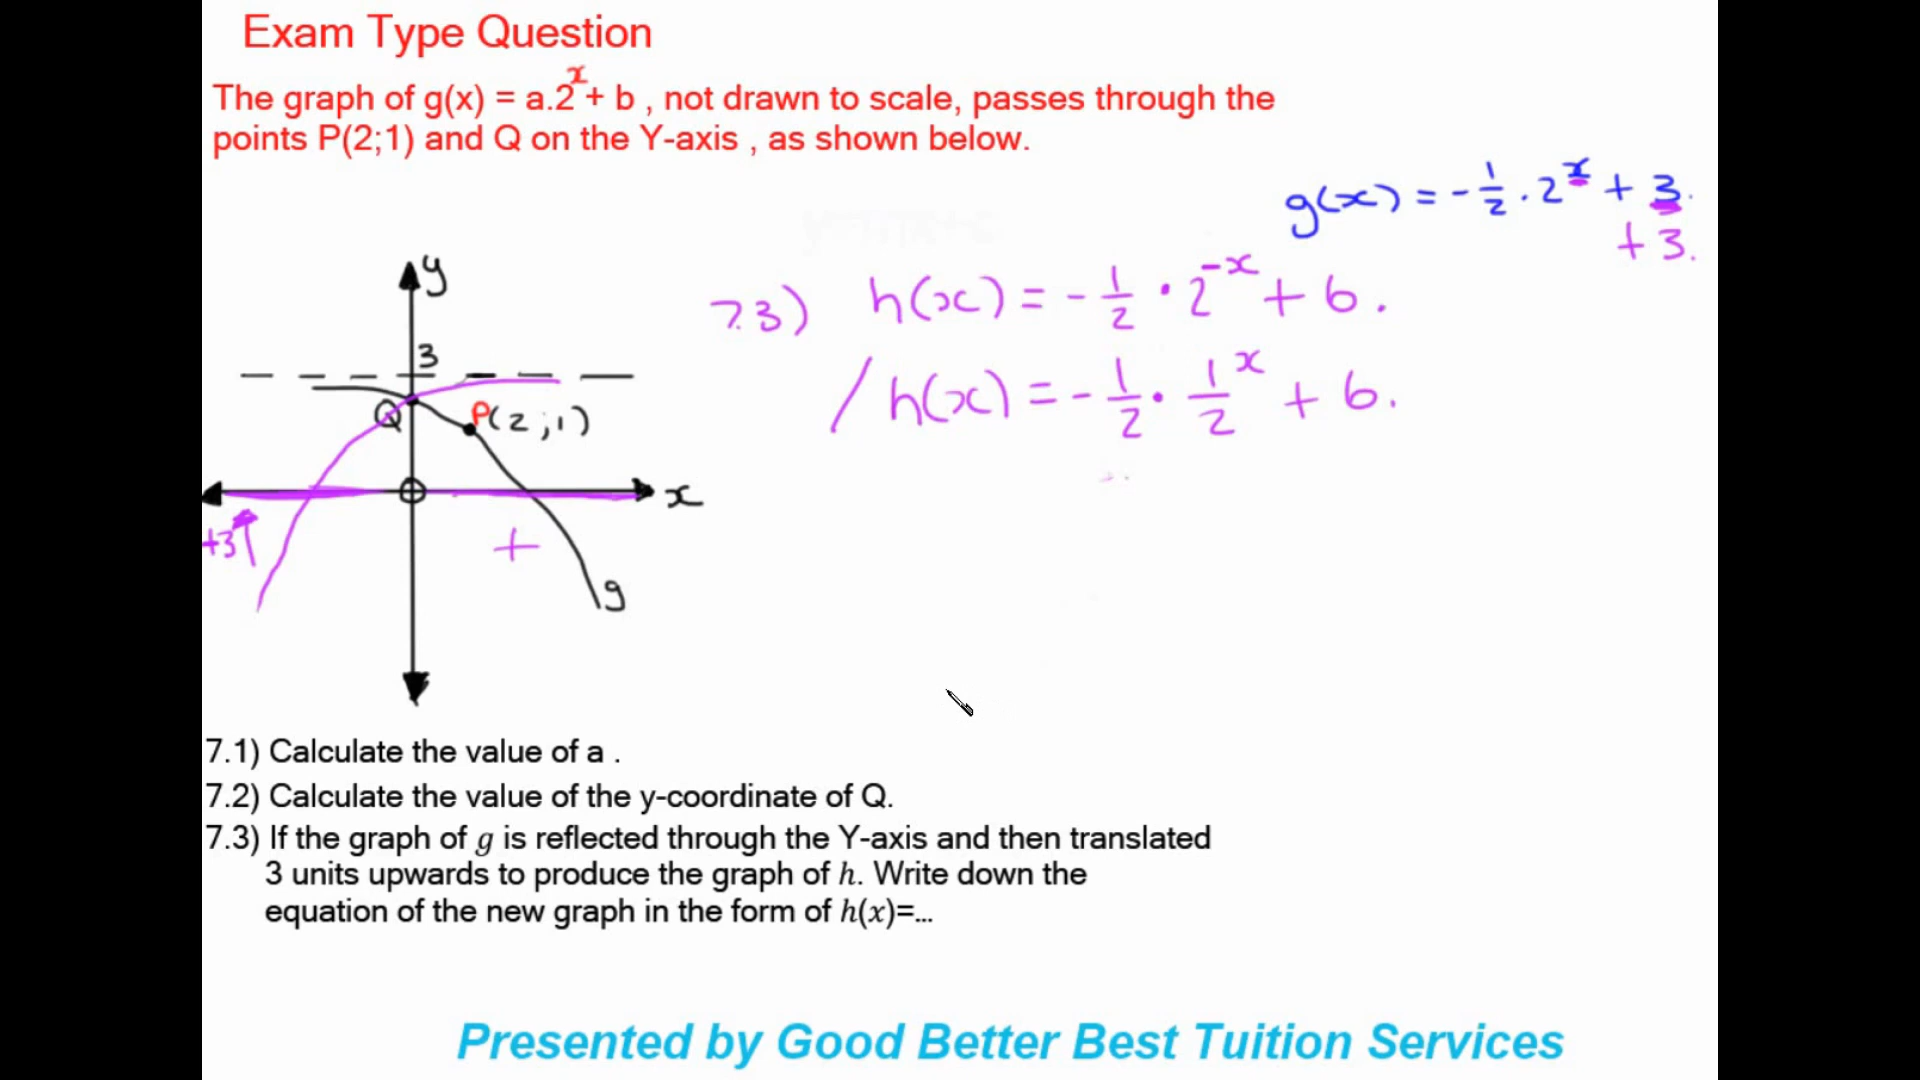 Exam Type Question
The graph of g(x) = a.2^x + b , not drawn to scale, passes through the
points P(2;1) and Q on the Y-axis , as shown below.
g(x) = -1/2 . 2^x + 3.
+ 3.
7.3) h(x) = -1/2 · 2^-x + 6.
/ h(x) = -1/2 · 1/2^x + 6.
y
3
Q
P(2 ; 1)
x
+3
+
g
7.1) Calculate the value of a .
7.2) Calculate the value of the y-coordinate of Q.
7.3) If the graph of g is reflected through the Y-axis and then translated
3 units upwards to produce the graph of h. Write down the
equation of the new graph in the form of h(x)=...
Presented by Good Better Best Tuition Services